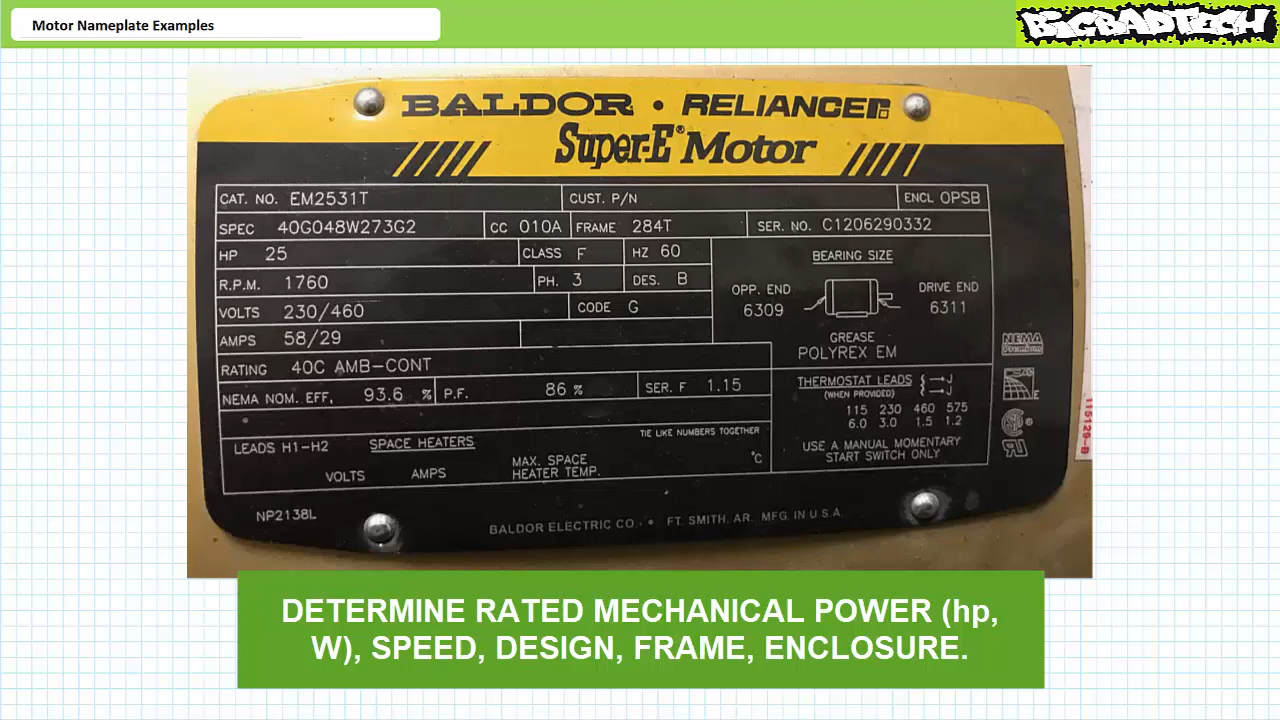 Motor Nameplate Examples
BIGBADTECH
BALDOR • RELIANCER
Super-E® Motor
CAT. NO. EM2531T CUST. P/N ENCL OPSB
SPEC 40G048W273G2 CC 010A FRAME 284T SER. NO. C1206290332
HP 25 CLASS F HZ 60
R.P.M. 1760 PH. 3 DES. B
VOLTS 230/460 CODE G
AMPS 58/29
RATING 40C AMB-CONT
NEMA NOM. EFF. 93.6 % P.F. 86 % SER. F 1.15
LEADS H1-H2 SPACE HEATERS TIE LIKE NUMBERS TOGETHER
VOLTS AMPS MAX. SPACE
HEATER TEMP. °C
BEARING SIZE
OPP. END DRIVE END
6309 6311
GREASE
POLYREX EM
THERMOSTAT LEADS J
(WHEN PROVIDED) J
115 230 460 575
6.0 3.0 1.5 1.2
USE A MANUAL MOMENTARY
START SWITCH ONLY
NEMA
Premium
NP2138L
BALDOR ELECTRIC CO. • FT. SMITH, AR. MFG. IN U.S.A.
115129-B
DETERMINE RATED MECHANICAL POWER (hp,
W), SPEED, DESIGN, FRAME, ENCLOSURE.